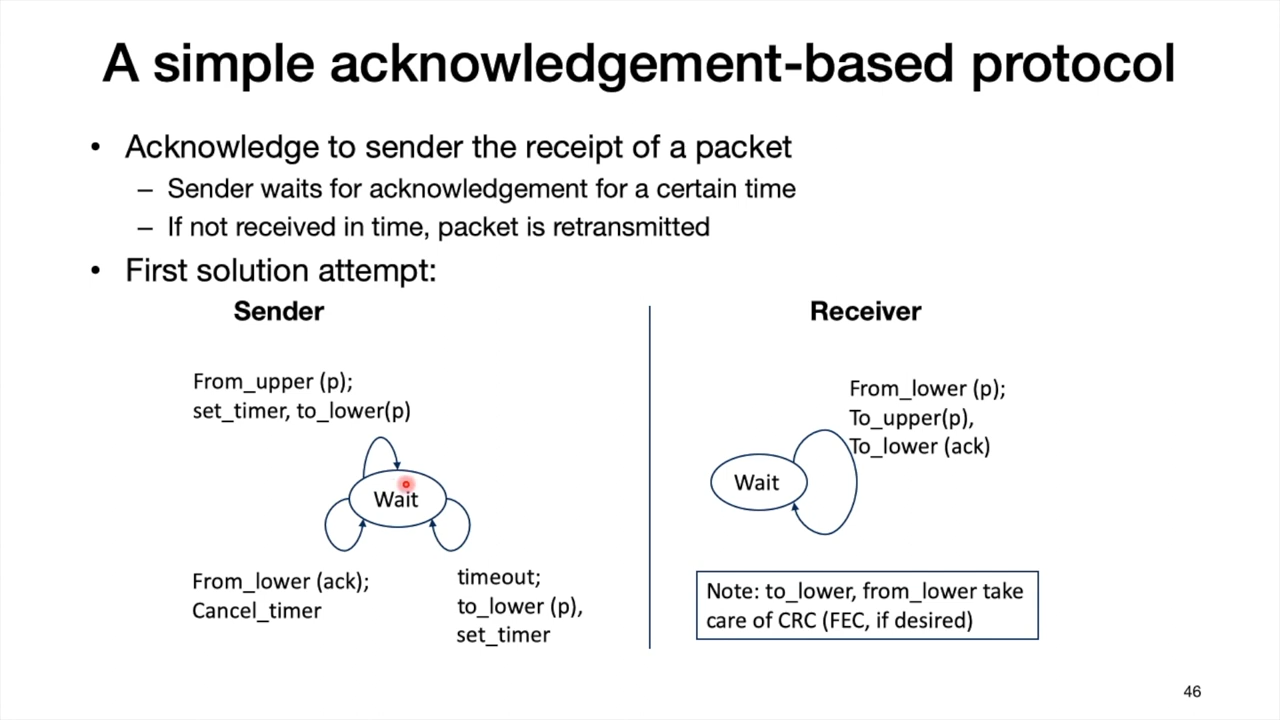 A simple acknowledgement-based protocol
• Acknowledge to sender the receipt of a packet
– Sender waits for acknowledgement for a certain time
– If not received in time, packet is retransmitted
• First solution attempt:
Sender
From_upper (p);
set_timer, to_lower(p)
Wait
From_lower (ack);
Cancel_timer
timeout;
to_lower (p),
set_timer
Receiver
From_lower (p);
To_upper(p),
To_lower (ack)
Wait
Note: to_lower, from_lower take
care of CRC (FEC, if desired)
46